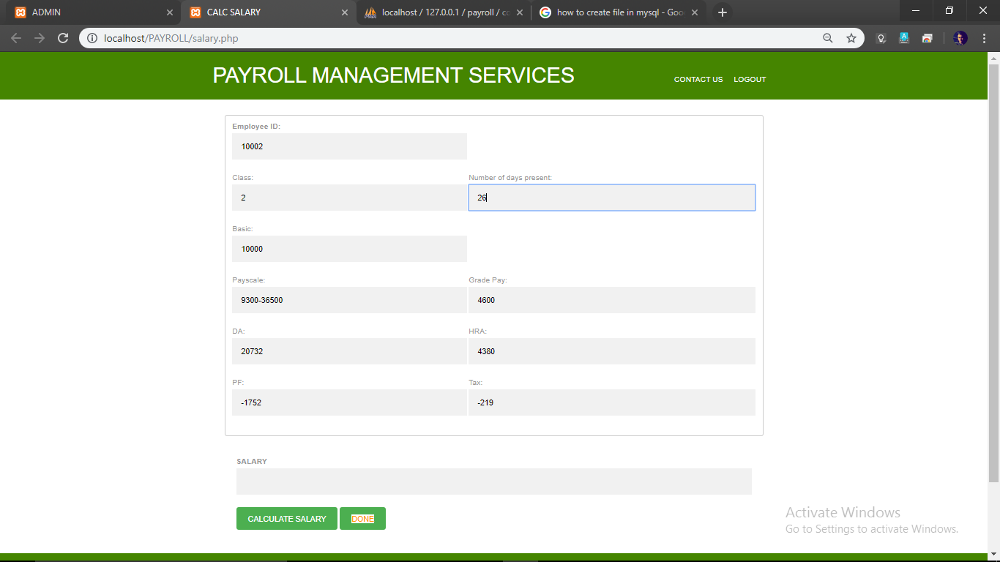 ADMIN
CALC SALARY
localhost / 127.0.0.1 / payroll / cc
how to create file in mysql - Goo
localhost/PAYROLL/salary.php
PAYROLL MANAGEMENT SERVICES
CONTACT US LOGOUT
Employee ID:
10002
Class: Number of days present:
2 26
Basic:
10000
Payscale: Grade Pay:
9300-36500 4600
DA: HRA:
20732 4380
PF: Tax:
-1752 -219
SALARY
CALCULATE SALARY DONE
Activate Windows
Go to Settings to activate Windows.